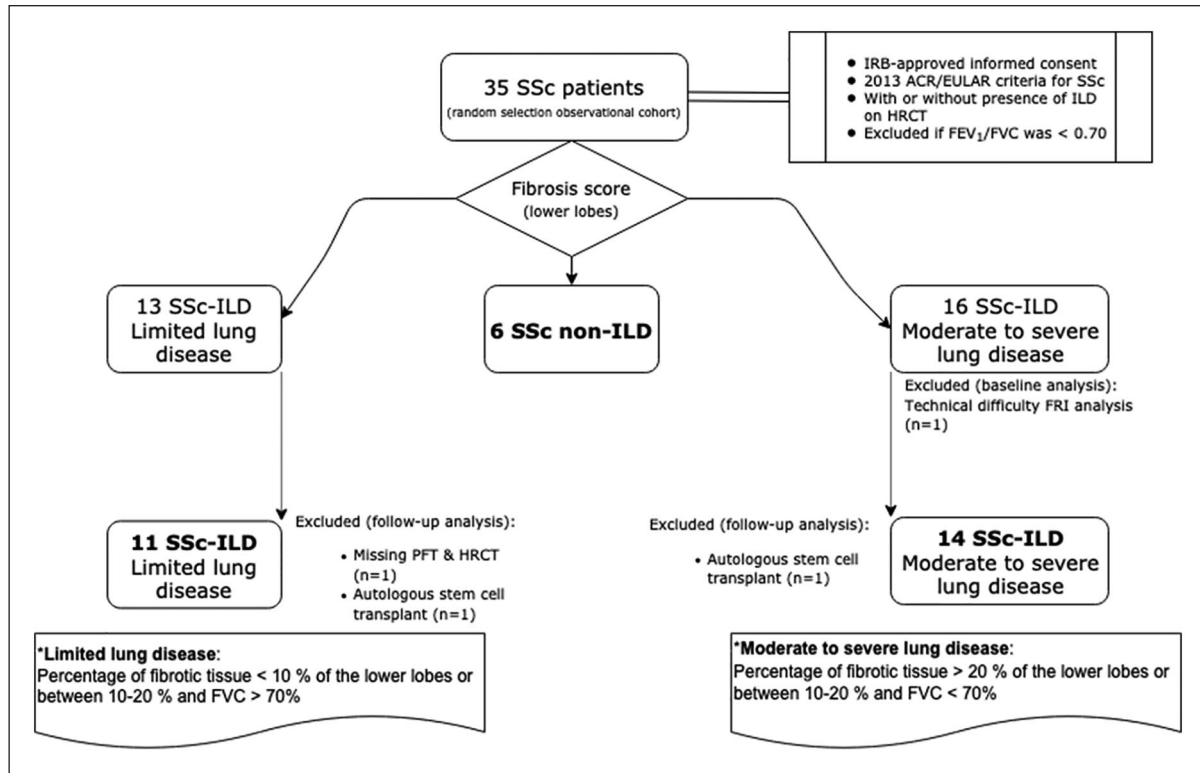 35 SSc patients
(random selection observational cohort)
● IRB-approved informed consent
● 2013 ACR/EULAR criteria for SSc
● With or without presence of ILD
on HRCT
● Excluded if FEV₁/FVC was < 0.70
Fibrosis score
(lower lobes)
13 SSc-ILD
Limited lung
disease
6 SSc non-ILD
16 SSc-ILD
Moderate to severe
lung disease
Excluded (baseline analysis):
Technical difficulty FRI analysis
(n=1)
11 SSc-ILD
Limited lung
disease
Excluded (follow-up analysis):
• Missing PFT & HRCT
(n=1)
• Autologous stem cell
transplant (n=1)
Excluded (follow-up analysis):
• Autologous stem cell
transplant (n=1)
14 SSc-ILD
Moderate to severe
lung disease
*Limited lung disease:
Percentage of fibrotic tissue < 10 % of the lower lobes or
between 10-20 % and FVC > 70%
*Moderate to severe lung disease:
Percentage of fibrotic tissue > 20 % of the lower lobes or
between 10-20 % and FVC < 70%